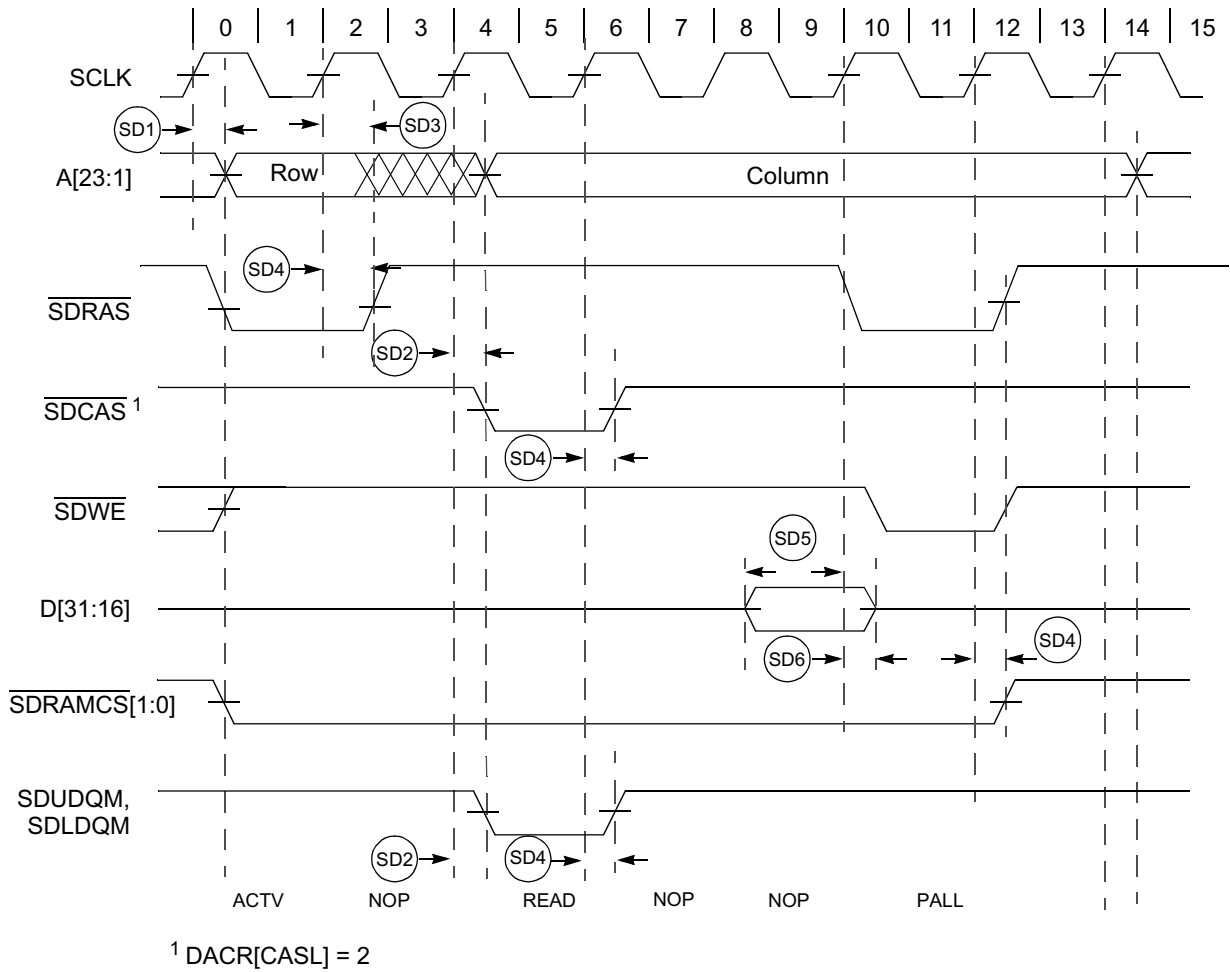 0 1 2 3 4 5 6 7 8 9 10 11 12 13 14 15
SCLK
SD1 SD3
A[23:1] Row Column
SD4
SDRAS
SD2
SDCAS 1
SD4
SDWE
SD5
D[31:16]
SD6 SD4
SDRAMCS[1:0]
SDUDQM,
SDLDQM
SD2 SD4
ACTV NOP READ NOP NOP PALL
1 DACR[CASL] = 2